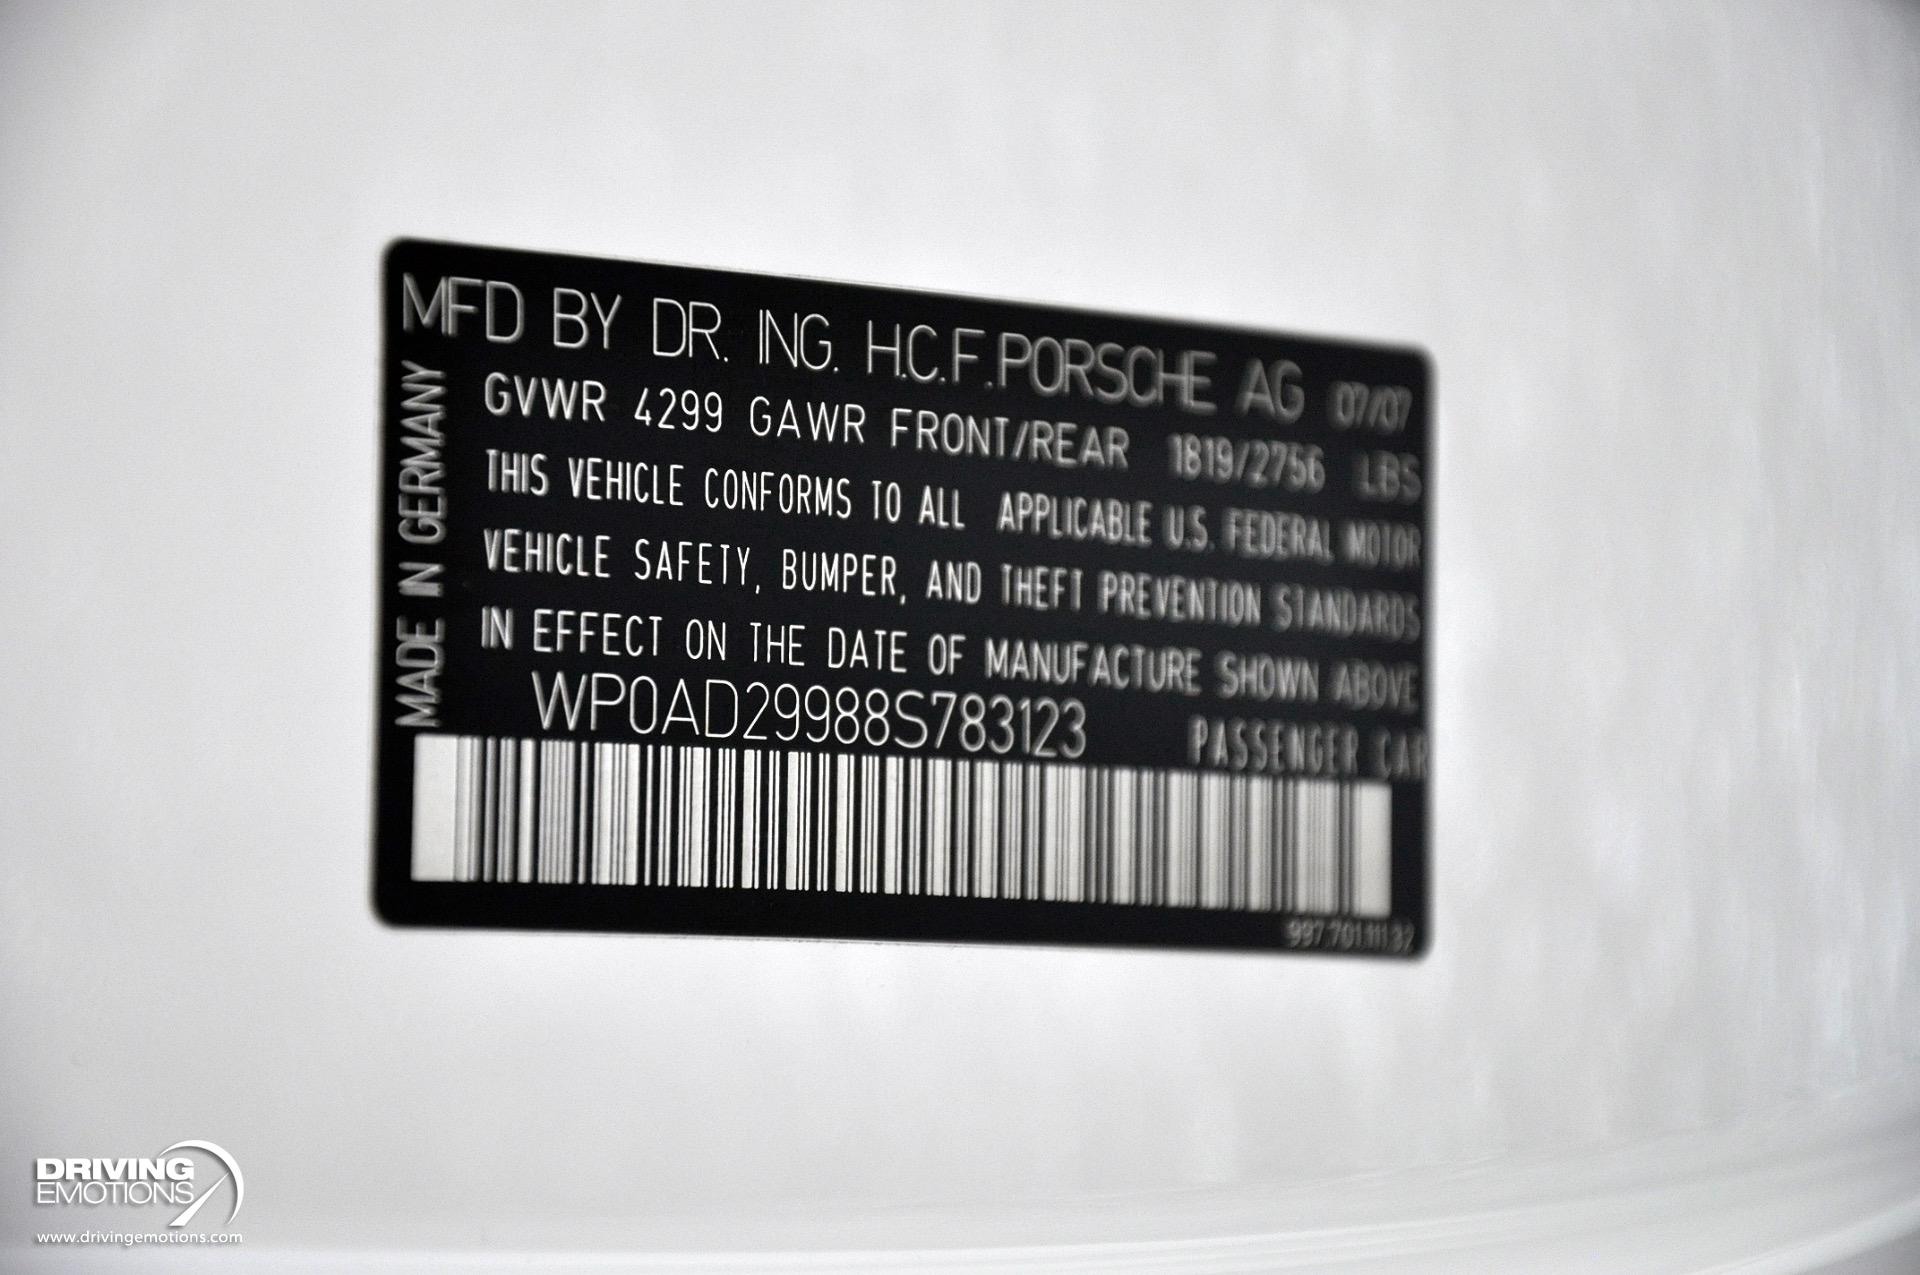 MFD BY DR. ING. H.C.F. PORSCHE AG 07/07
GVWR 4299 GAWR FRONT/REAR 1819/2756 LBS
THIS VEHICLE CONFORMS TO ALL APPLICABLE U.S. FEDERAL MOTOR
VEHICLE SAFETY, BUMPER, AND THEFT PREVENTION STANDARDS
IN EFFECT ON THE DATE OF MANUFACTURE SHOWN ABOVE
WP0AD29988S783123 PASSENGER CAR
MADE IN GERMANY
997.701.111.32
DRIVING
EMOTIONS
www.drivingemotions.com